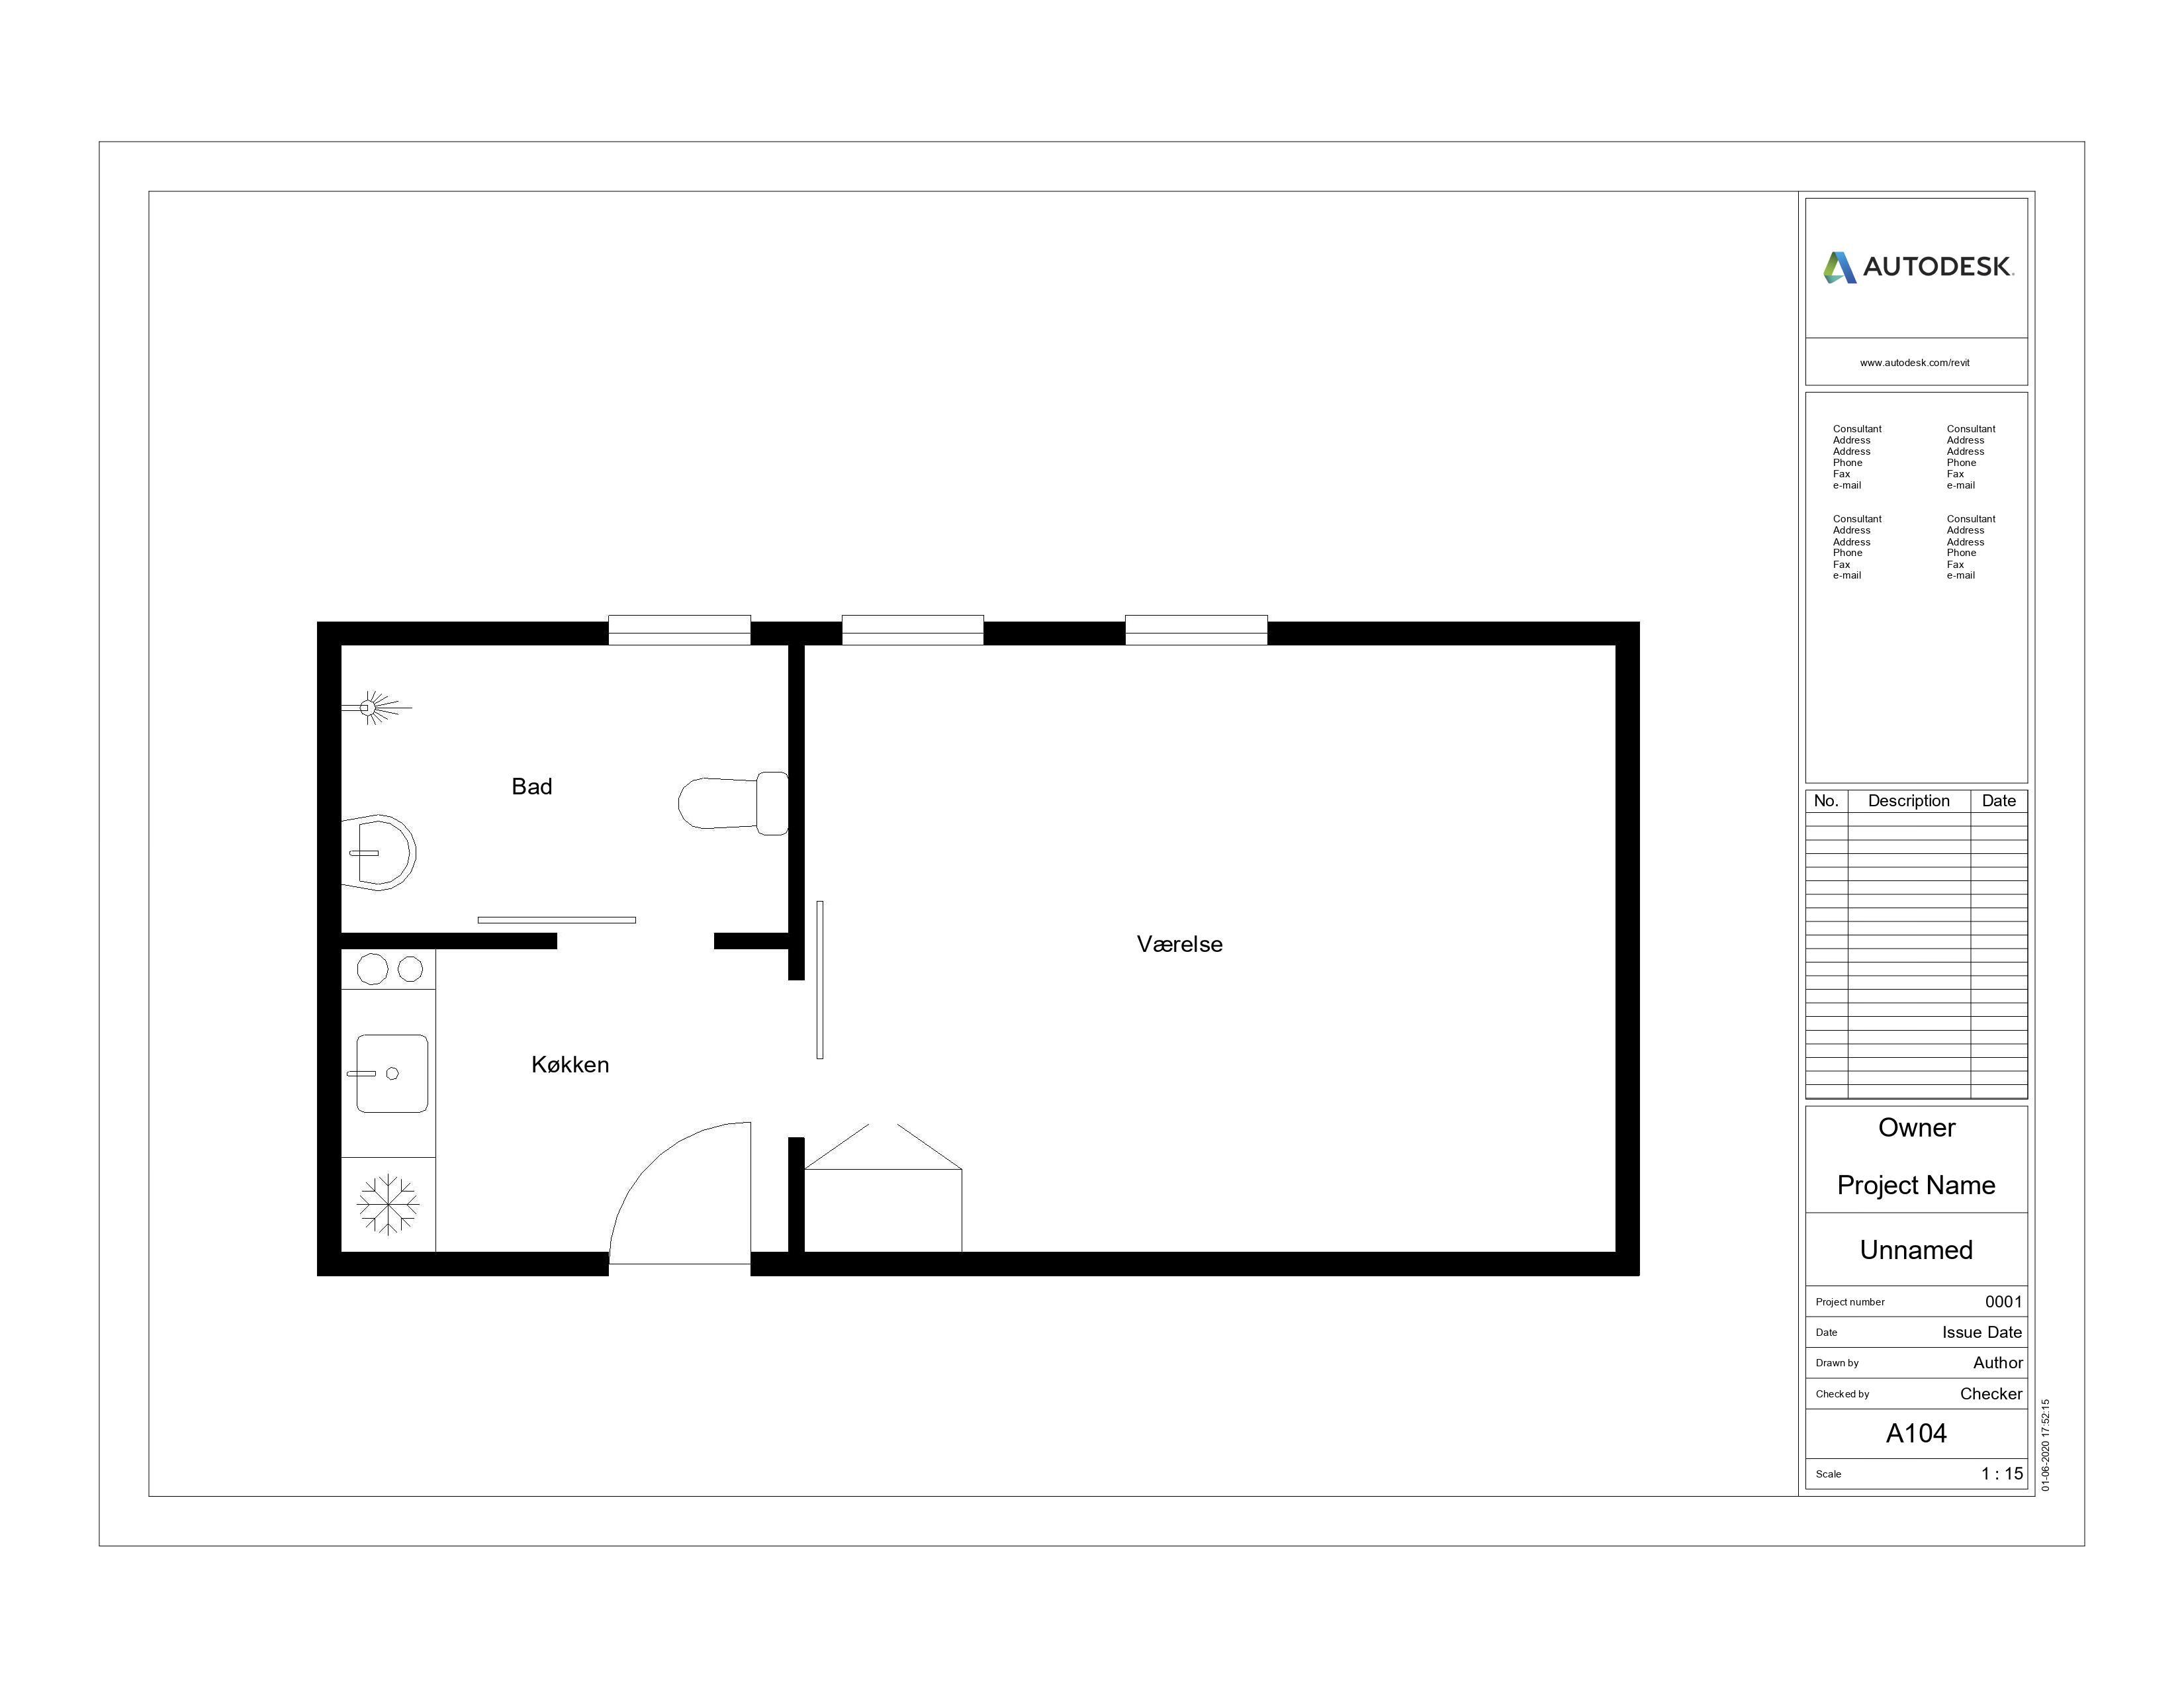 AUTODESK.
www.autodesk.com/revit
Consultant
Address
Address
Phone
Fax
e-mail
Consultant
Address
Address
Phone
Fax
e-mail
Consultant
Address
Address
Phone
Fax
e-mail
Consultant
Address
Address
Phone
Fax
e-mail
Bad
Værelse
Køkken
No. Description Date
Owner
Project Name
Unnamed
Project number 0001
Date Issue Date
Drawn by Author
Checked by Checker
A104
Scale 1 : 15
01-06-2020 17:52:15